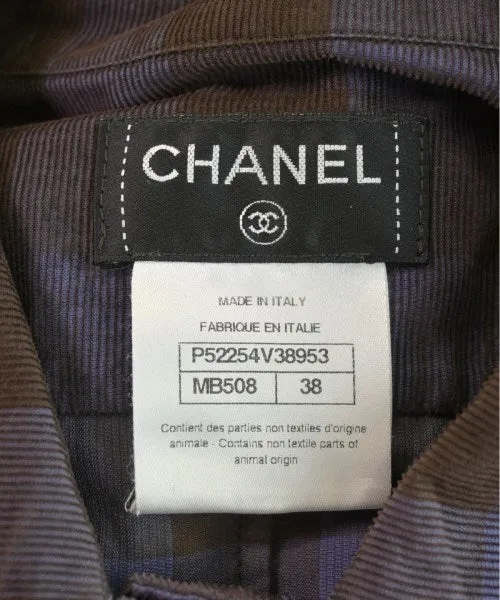 CHANEL
MADE IN ITALY
FABRIQUE EN ITALIE
P52254V38953
MB508 38
Contient des parties non textiles d'origine
animale - Contains non textile parts of
animal origin